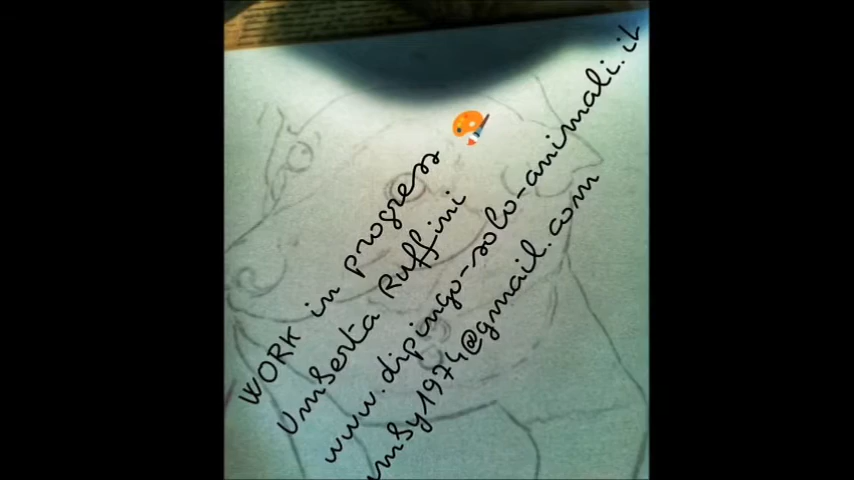 WORK in progress
Umberta Ruffini
www.dipingo-solo-animali.it
umby1974@gmail.com